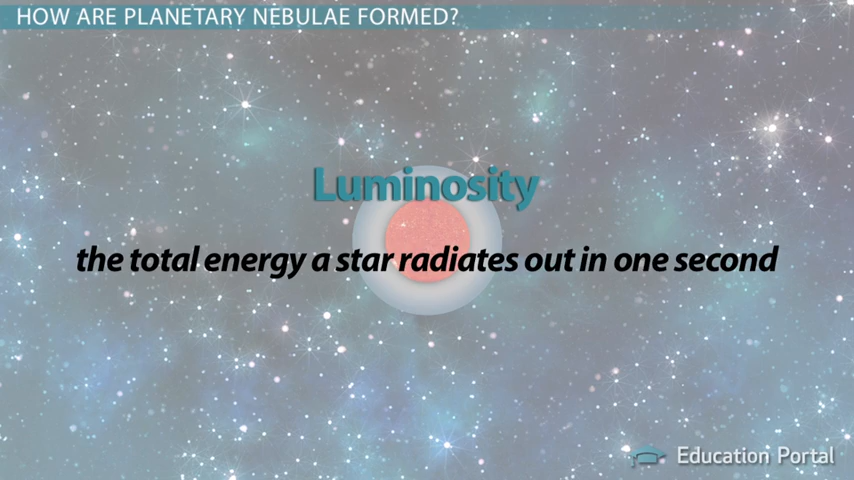 HOW ARE PLANETARY NEBULAE FORMED?
Luminosity
the total energy a star radiates out in one second
Education Portal